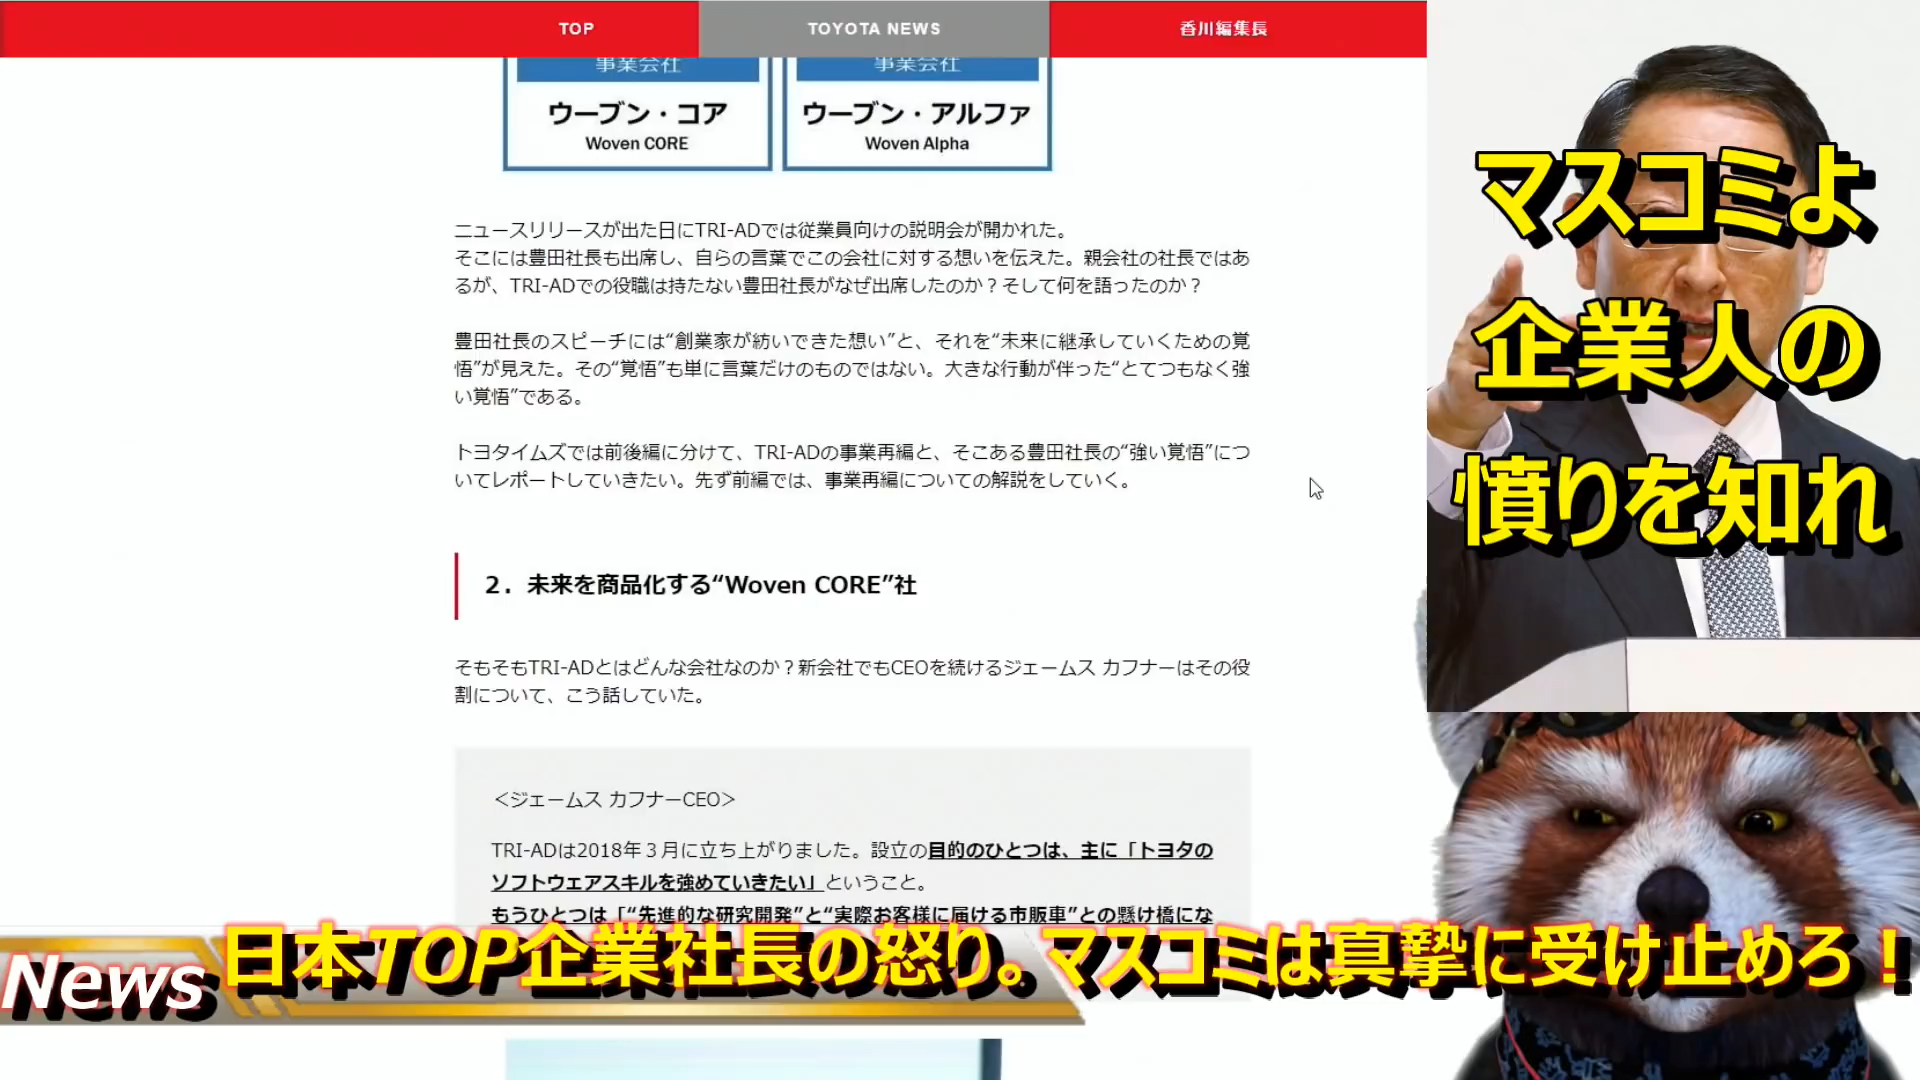 TOP
TOYOTA NEWS
香川編集長
事業会社
事業会社
ウーブン・コア
Woven CORE
ウーブン・アルファ
Woven Alpha
ニュースリリースが出た日にTRI-ADでは従業員向けの説明会が開かれた。
そこには豊田社長も出席し、自らの言葉でこの会社に対する想いを伝えた。親会社の社長ではあ
るが、TRI-ADでの役職は持たない豊田社長がなぜ出席したのか？そして何を語ったのか？
豊田社長のスピーチには“創業家が紡いできた想い”と、それを“未来に継承していくための覚
悟”が見えた。その“覚悟”も単に言葉だけのものではない。大きな行動が伴った“とてつもなく強
い覚悟”である。
トヨタイムズでは前後編に分けて、TRI-ADの事業再編と、そこある豊田社長の“強い覚悟”につ
いてレポートしていきたい。先ず前編では、事業再編についての解説をしていく。
２．未来を商品化する“Woven CORE”社
そもそもTRI-ADとはどんな会社なのか？新会社でもCEOを続けるジェームス カフナーはその役
割について、こう話していた。
＜ジェームス カフナーCEO＞
TRI-ADは2018年３月に立ち上がりました。設立の目的のひとつは、主に「トヨタの
ソフトウェアスキルを強めていきたい」ということ。
もうひとつは「“先進的な研究開発”と“実際お客様に届ける市販車”との懸け橋にな
マスコミよ
企業人の
憤りを知れ
News
日本TOP企業社長の怒り。マスコミは真摯に受け止めろ！